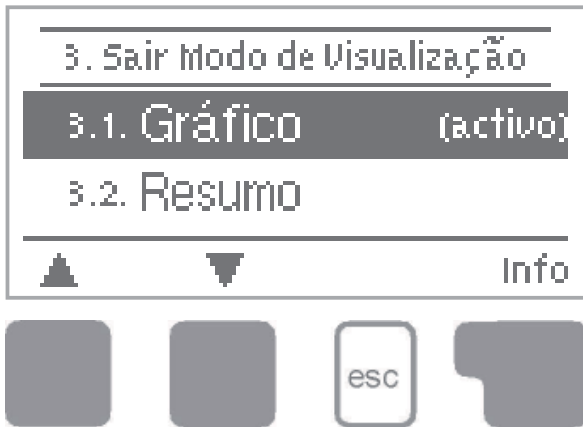 3. Sair Modo de Visualização
3.1. Gráfico (activo)
3.2. Resumo
Info
esc